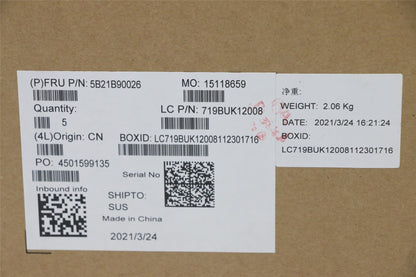 (P)FRU P/N: 5B21B90026
MO: 15118659
Quantity:
5
LC P/N: 719BUK12008
(4L)Origin: CN
BOXID: LC719BUK12008112301716
PO: 4501599135
Serial No
Inbound info
SHIPTO:
SUS
Made in China
2021/3/24
净重:
WEIGHT: 2.06 Kg
DATE: 2021/3/24 16:21:24
BOXID:
LC719BUK12008112301716